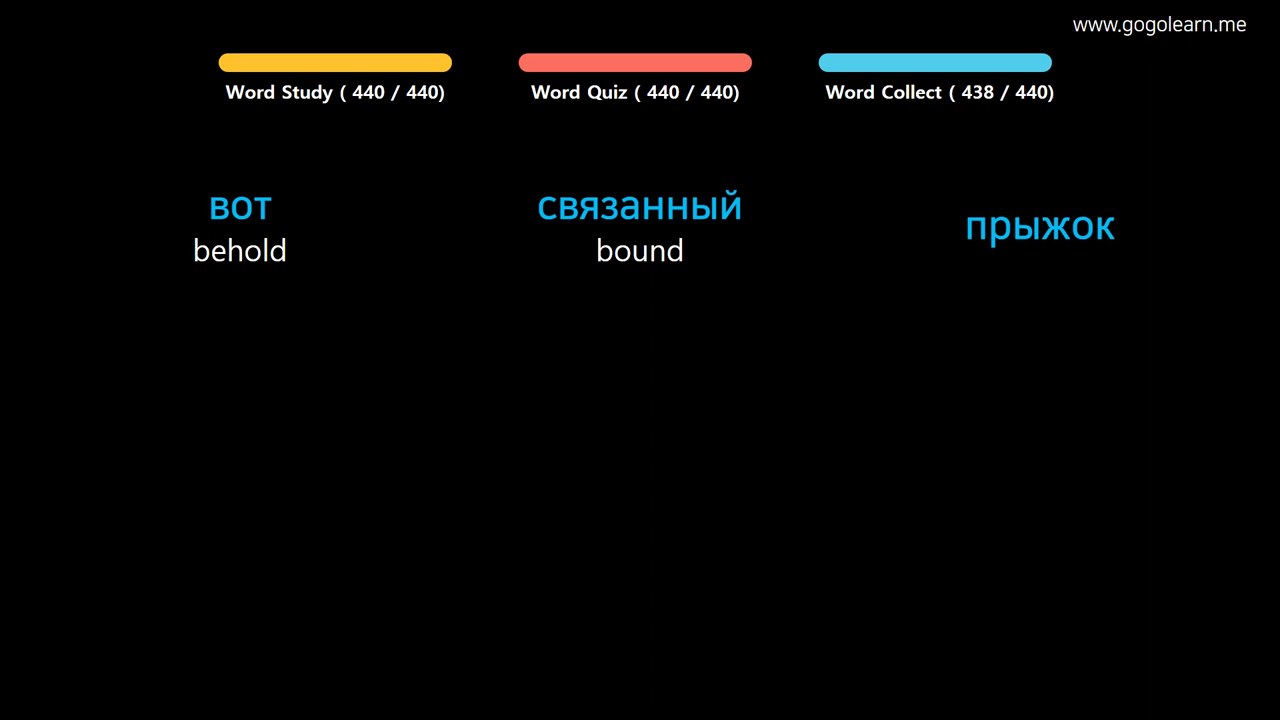 www.gogolearn.me
Word Study ( 440 / 440)
Word Quiz ( 440 / 440)
Word Collect ( 438 / 440)
вот
behold
связанный
bound
прыжок